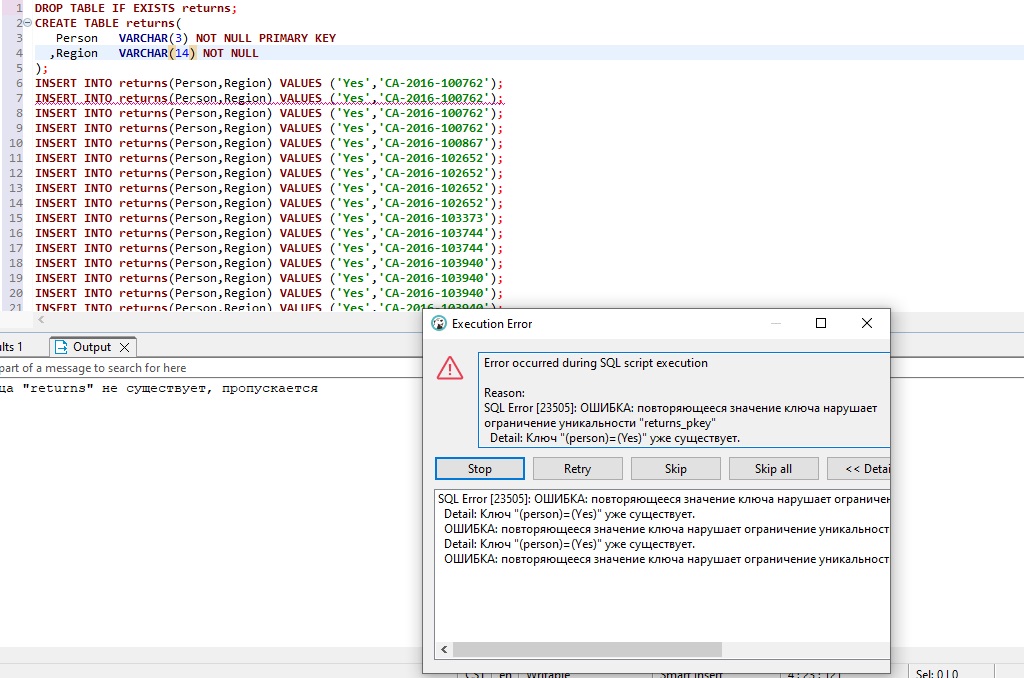 1 DROP TABLE IF EXISTS returns;
2 CREATE TABLE returns(
3 Person VARCHAR(3) NOT NULL PRIMARY KEY
4 ,Region VARCHAR(14) NOT NULL
5 );
6 INSERT INTO returns(Person,Region) VALUES ('Yes','CA-2016-100762');
7 INSERT INTO returns(Person,Region) VALUES ('Yes','CA-2016-100762');
8 INSERT INTO returns(Person,Region) VALUES ('Yes','CA-2016-100762');
9 INSERT INTO returns(Person,Region) VALUES ('Yes','CA-2016-100762');
10 INSERT INTO returns(Person,Region) VALUES ('Yes','CA-2016-100867');
11 INSERT INTO returns(Person,Region) VALUES ('Yes','CA-2016-102652');
12 INSERT INTO returns(Person,Region) VALUES ('Yes','CA-2016-102652');
13 INSERT INTO returns(Person,Region) VALUES ('Yes','CA-2016-102652');
14 INSERT INTO returns(Person,Region) VALUES ('Yes','CA-2016-102652');
15 INSERT INTO returns(Person,Region) VALUES ('Yes','CA-2016-103373');
16 INSERT INTO returns(Person,Region) VALUES ('Yes','CA-2016-103744');
17 INSERT INTO returns(Person,Region) VALUES ('Yes','CA-2016-103744');
18 INSERT INTO returns(Person,Region) VALUES ('Yes','CA-2016-103940');
19 INSERT INTO returns(Person,Region) VALUES ('Yes','CA-2016-103940');
20 INSERT INTO returns(Person,Region) VALUES ('Yes','CA-2016-103940');
21 INSERT INTO returns(Person,Region) VALUES ('Yes','CA-2016-103940');
lts 1 Output
part of a message to search for here
ца "returns" не существует, пропускается
Execution Error
Error occurred during SQL script execution
Reason:
SQL Error [23505]: ОШИБКА: повторяющееся значение ключа нарушает
ограничение уникальности "returns_pkey"
Detail: Ключ "(person)=(Yes)" уже существует.
Stop Retry Skip Skip all << Detai
SQL Error [23505]: ОШИБКА: повторяющееся значение ключа нарушает ограничен
Detail: Ключ "(person)=(Yes)" уже существует.
ОШИБКА: повторяющееся значение ключа нарушает ограничение уникальност
Detail: Ключ "(person)=(Yes)" уже существует.
ОШИБКА: повторяющееся значение ключа нарушает ограничение уникальност
CST en Writable Smart Insert Sel: 0 | 0